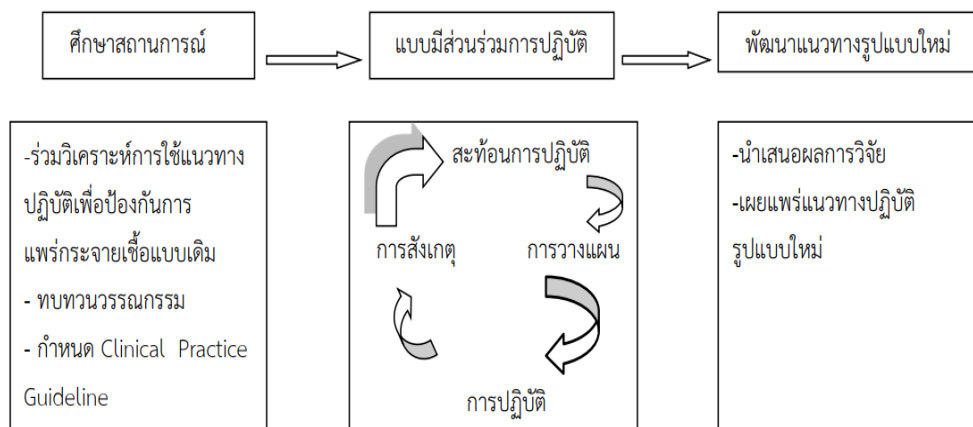 ศึกษาสถานการณ์
แบบมีส่วนร่วมการปฏิบัติ
พัฒนาแนวทางรูปแบบใหม่
-ร่วมวิเคราะห์การใช้แนวทาง
ปฏิบัติเพื่อป้องกันการ
แพร่กระจายเชื้อแบบเดิม
- ทบทวนวรรณกรรม
- กำหนด Clinical Practice
Guideline
สะท้อนการปฏิบัติ
การสังเกตุ
การวางแผน
การปฏิบัติ
-นำเสนอผลการวิจัย
-เผยแพร่แนวทางปฏิบัติ
รูปแบบใหม่